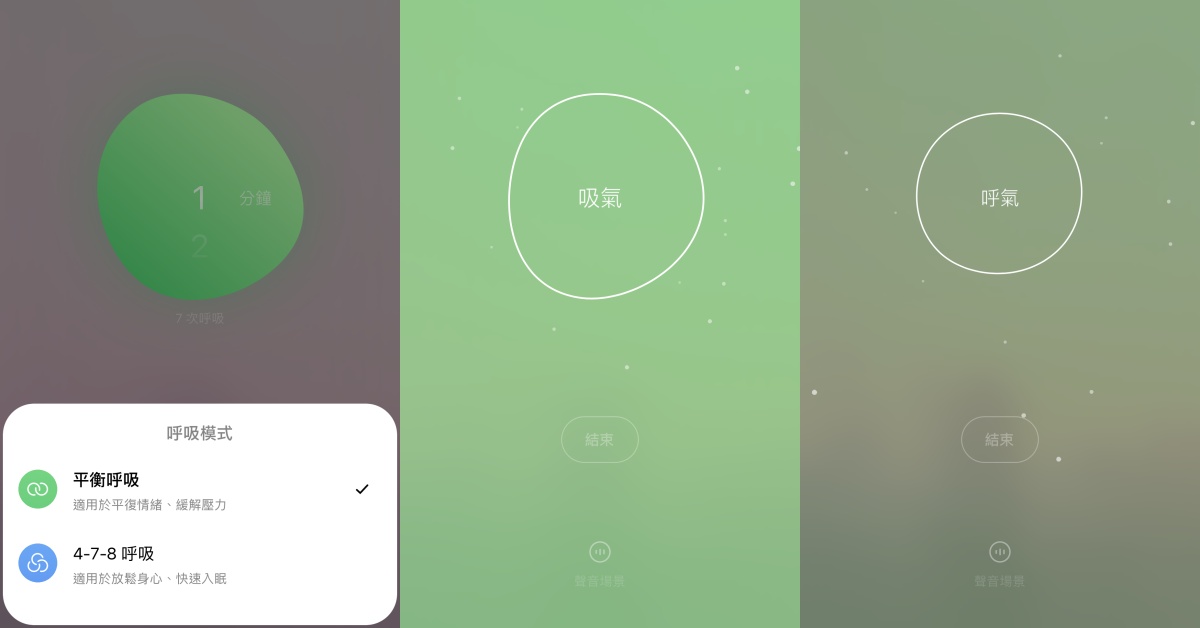 1 分鐘
2
7 次呼吸
呼吸模式
平衡呼吸
適用於平復情緒、緩解壓力
4-7-8 呼吸
適用於放鬆身心、快速入眠
吸氣
結束
聲音場景
呼氣
結束
聲音場景